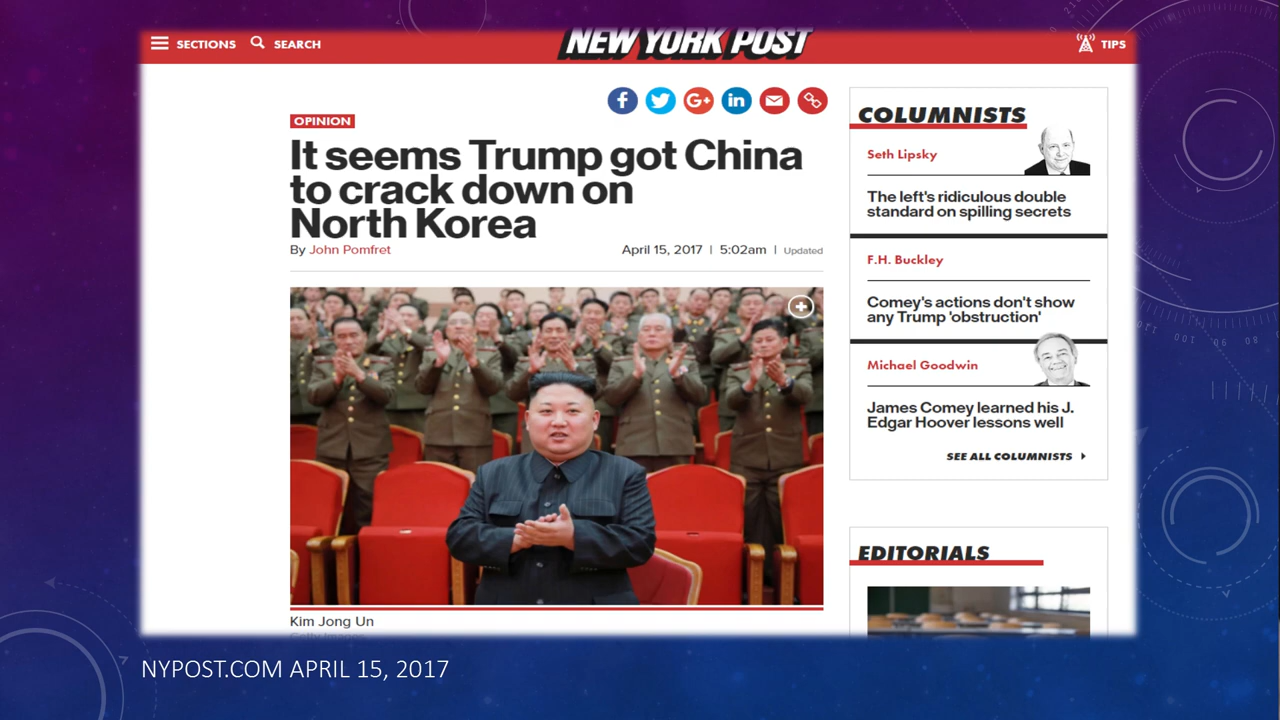 SECTIONS
SEARCH
NEW YORK POST
TIPS
OPINION
It seems Trump got China
to crack down on
North Korea
By John Pomfret
April 15, 2017 | 5:02am | Updated
Kim Jong Un
COLUMNISTS
Seth Lipsky
The left's ridiculous double
standard on spilling secrets
F.H. Buckley
Comey's actions don't show
any Trump 'obstruction'
Michael Goodwin
James Comey learned his J.
Edgar Hoover lessons well
SEE ALL COLUMNISTS
EDITORIALS
NYPOST.COM APRIL 15, 2017
100 90 80